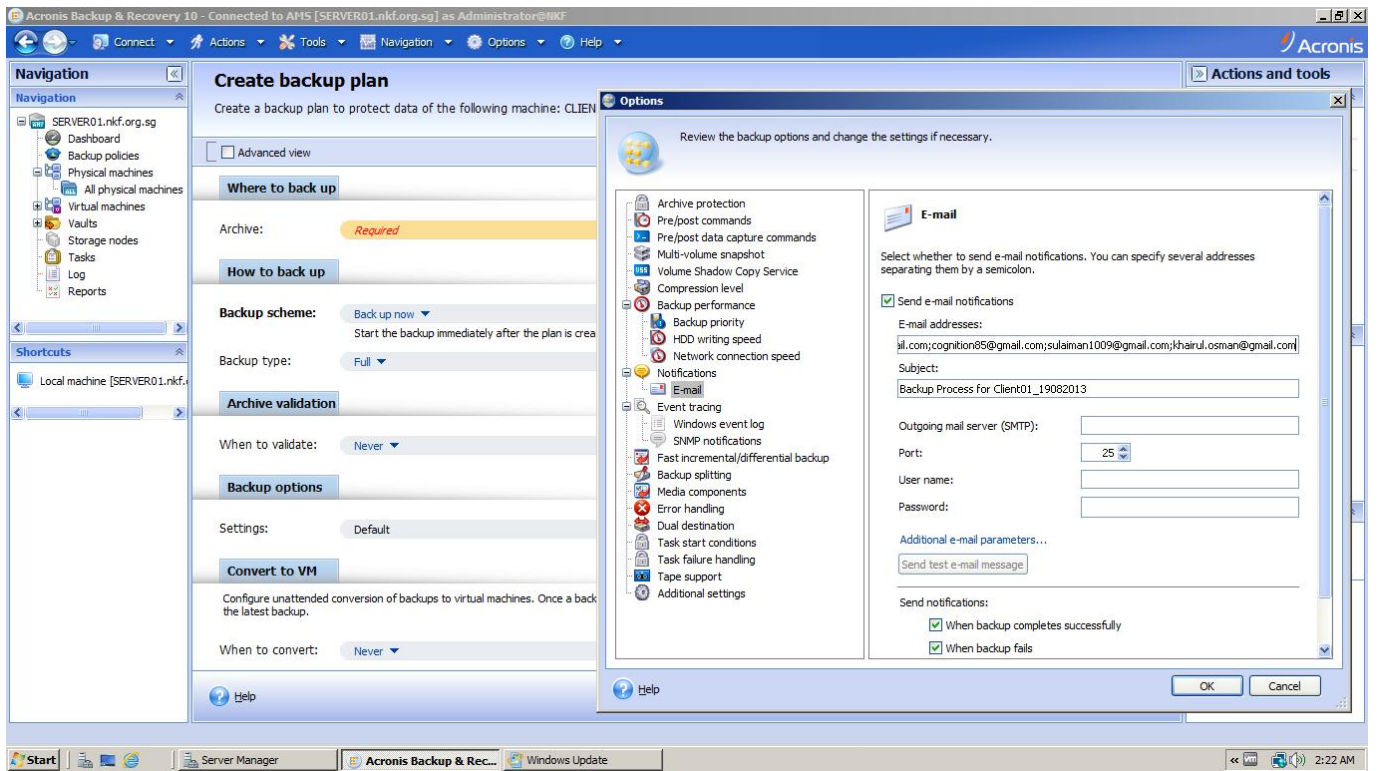 Acronis Backup & Recovery 10 - Connected to AMS [SERVER01.nkf.org.sg] as Administrator@NKF
Connect Actions Tools Navigation Options Help
Acronis
Navigation
Navigation
SERVER01.nkf.org.sg
Dashboard
Backup policies
Physical machines
All physical machines
Virtual machines
Vaults
Storage nodes
Tasks
Log
Reports
Shortcuts
Local machine [SERVER01.nkf.
Create backup plan
Create a backup plan to protect data of the following machine: CLIEN
Advanced view
Where to back up
Archive: Required
How to back up
Backup scheme: Back up now
Start the backup immediately after the plan is crea
Backup type: Full
Archive validation
When to validate: Never
Backup options
Settings: Default
Convert to VM
Configure unattended conversion of backups to virtual machines. Once a back
the latest backup.
When to convert: Never
Help
Actions and tools
Options
Review the backup options and change the settings if necessary.
Archive protection
Pre/post commands
Pre/post data capture commands
Multi-volume snapshot
Volume Shadow Copy Service
Compression level
Backup performance
Backup priority
HDD writing speed
Network connection speed
Notifications
E-mail
Event tracing
Windows event log
SNMP notifications
Fast incremental/differential backup
Backup splitting
Media components
Error handling
Dual destination
Task start conditions
Task failure handling
Tape support
Additional settings
E-mail
Select whether to send e-mail notifications. You can specify several addresses
separating them by a semicolon.
Send e-mail notifications
E-mail addresses:
ail.com;cognition85@gmail.com;sulaiman1009@gmail.com;khairul.osman@gmail.com
Subject:
Backup Process for Client01_19082013
Outgoing mail server (SMTP):
Port: 25
User name:
Password:
Additional e-mail parameters...
Send test e-mail message
Send notifications:
When backup completes successfully
When backup fails
Help
OK Cancel
Start Server Manager Acronis Backup & Rec... Windows Update 2:22 AM